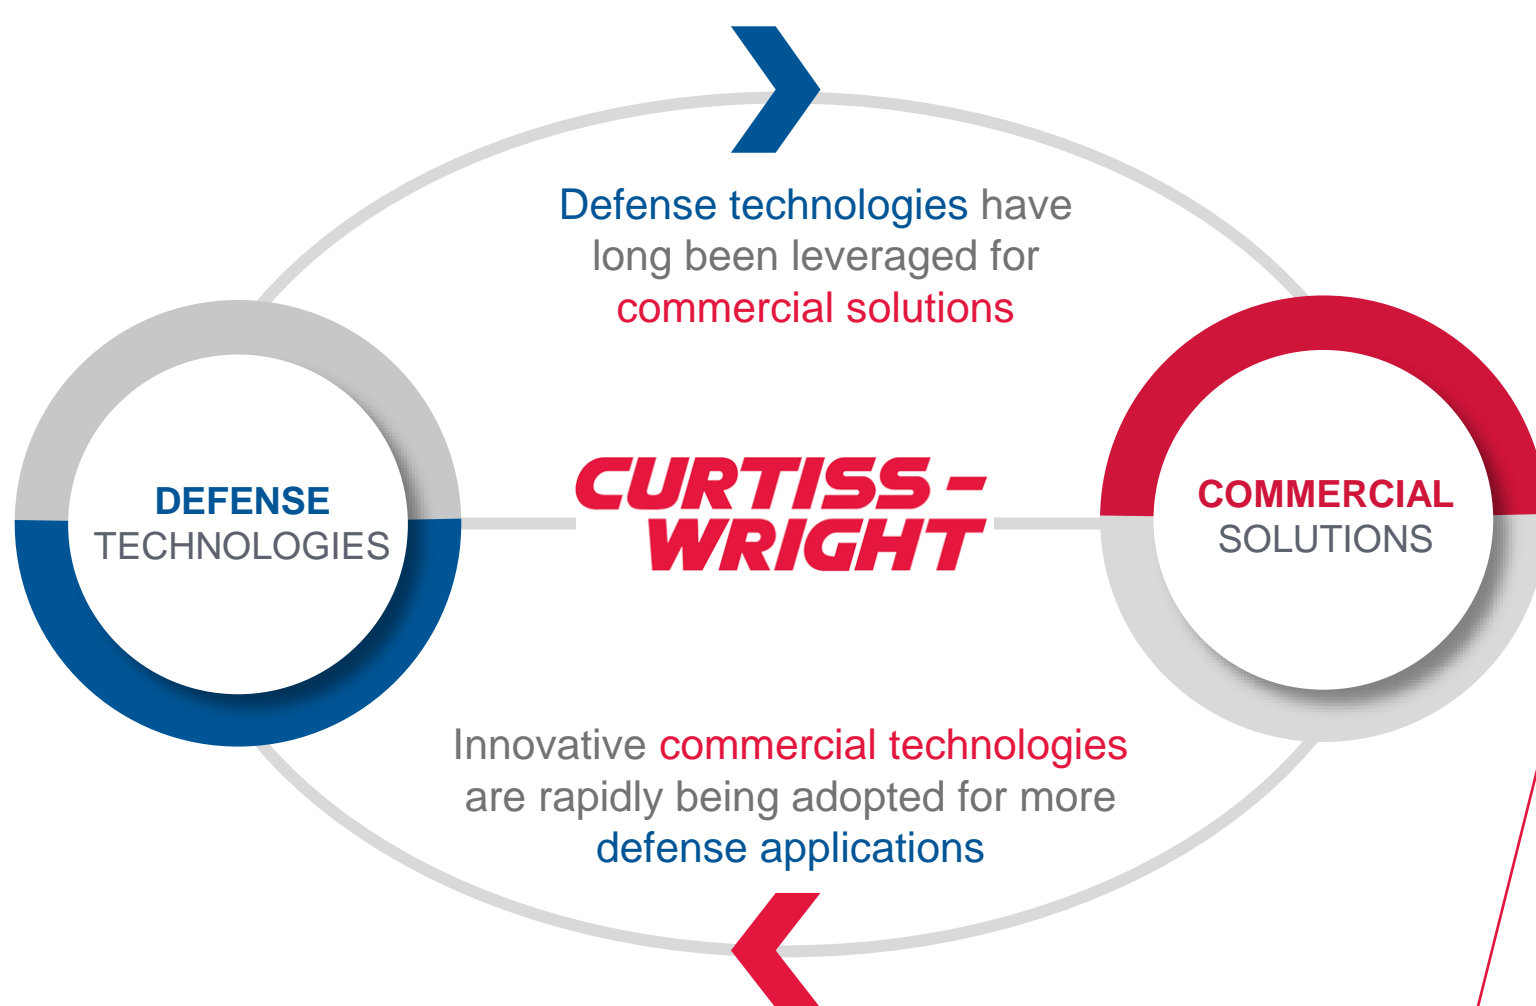 Defense technologies have
long been leveraged for
commercial solutions
DEFENSE
TECHNOLOGIES
CURTISS-
WRIGHT
COMMERCIAL
SOLUTIONS
Innovative commercial technologies
are rapidly being adopted for more
defense applications